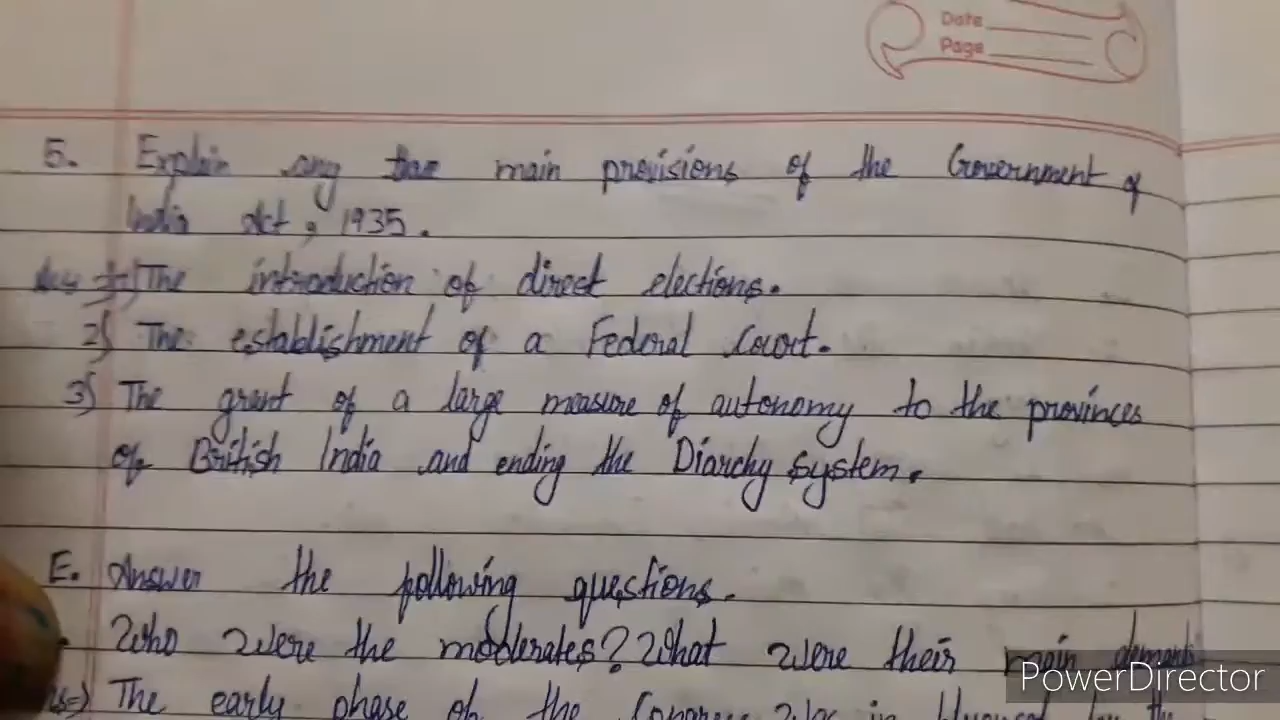 Date
Page
5. Explain any two main provisions of the Government of
India Act, 1935.
1) The introduction of direct elections.
2) The establishment of a Federal Court.
3) The grant of a large measure of autonomy to the provinces
of British India and ending the Diarchy system.
E. Answer the following questions.
Who were the moderates? What were their main demands
The early phase of the Congress was in
PowerDirector